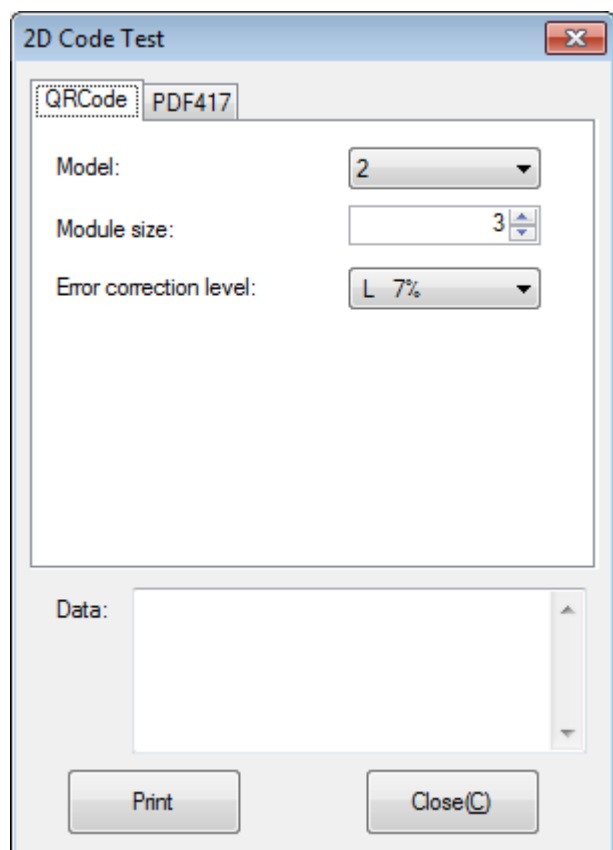 2D Code Test
QRCode PDF417
Model: 2
Module size: 3
Error correction level: L 7%
Data:
Print Close(C)